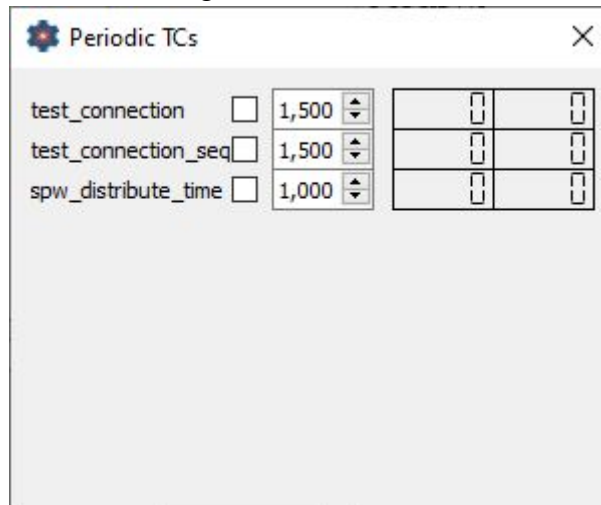 Periodic TCs
test_connection 1,500 0 0
test_connection_seq 1,500 0 0
spw_distribute_time 1,000 0 0